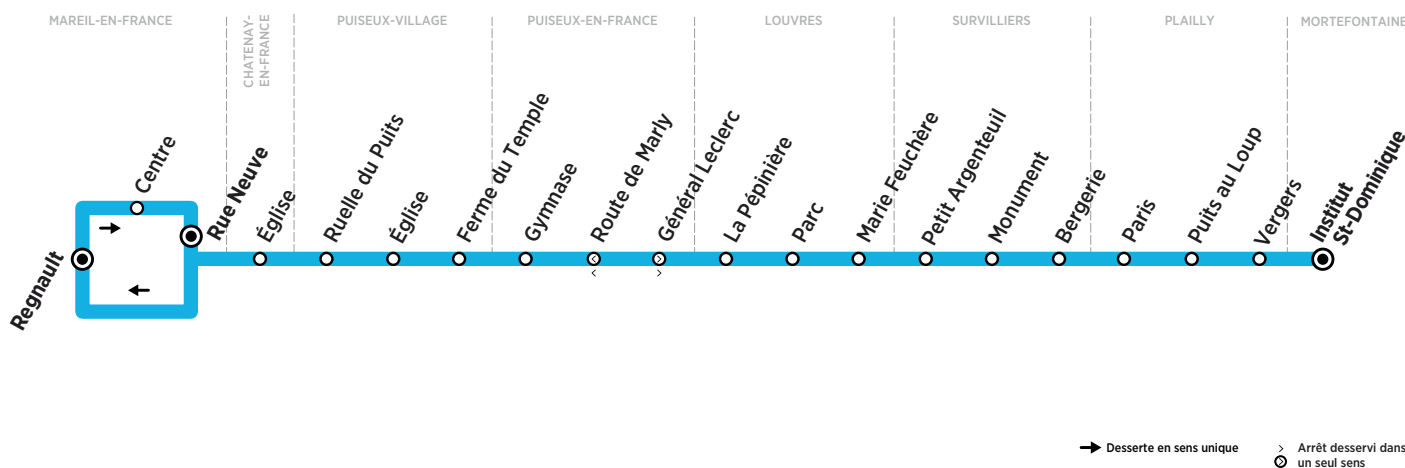 MAREIL-EN-FRANCE
CHATENAY-
EN-FRANCE
PUISEUX-VILLAGE
PUISEUX-EN-FRANCE
LOUVRES
SURVILLIERS
PLAILLY
MORTEFONTAINE
Regnault
Centre
Rue Neuve
Église
Ruelle du Puits
Église
Ferme du Temple
Gymnase
Route de Marly
Général Leclerc
La Pépinière
Parc
Marie Feuchère
Petit Argenteuil
Monument
Bergerie
Paris
Puits au Loup
Vergers
Institut
St-Dominique
Desserte en sens unique
Arrêt desservi dans
un seul sens